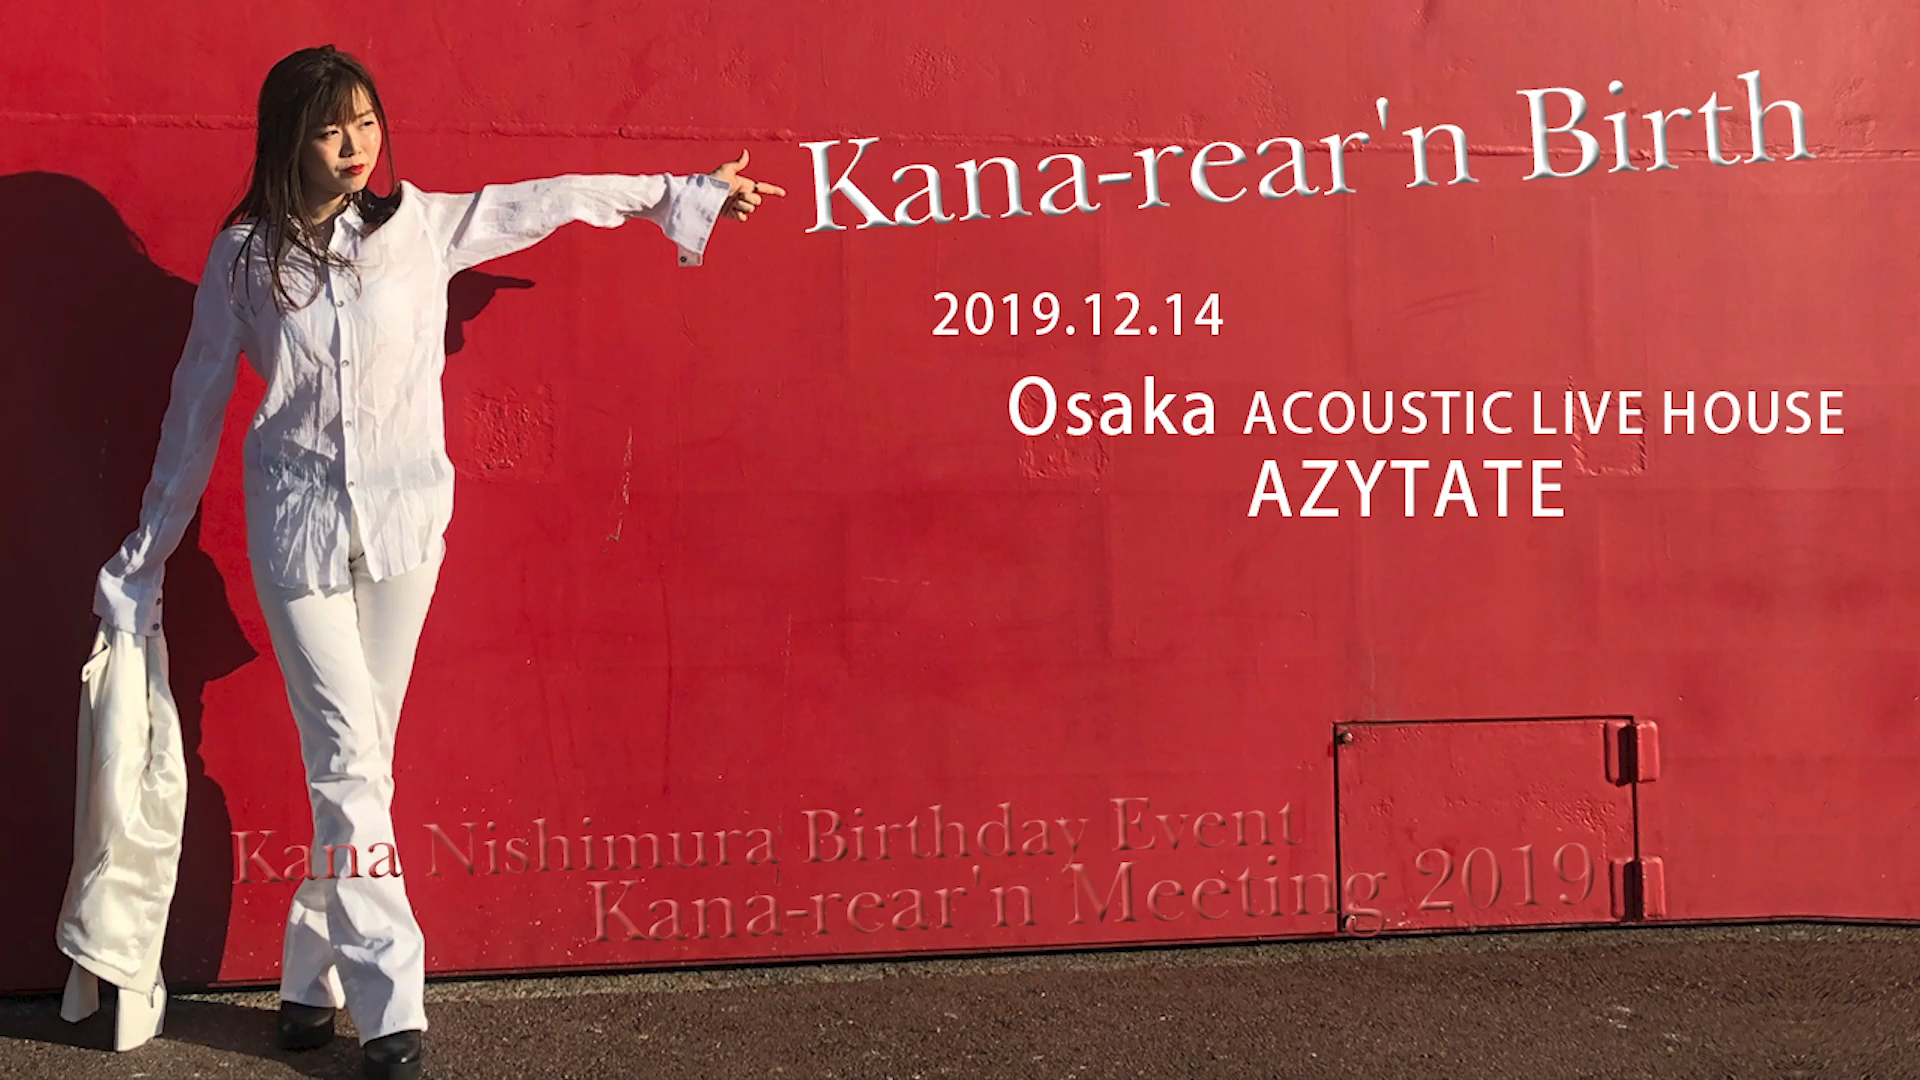 Kana-rear'n Birth
2019.12.14
Osaka ACOUSTIC LIVE HOUSE
AZYTATE
Kana Nishimura Birthday Event
Kana-rear'n Meeting 2019